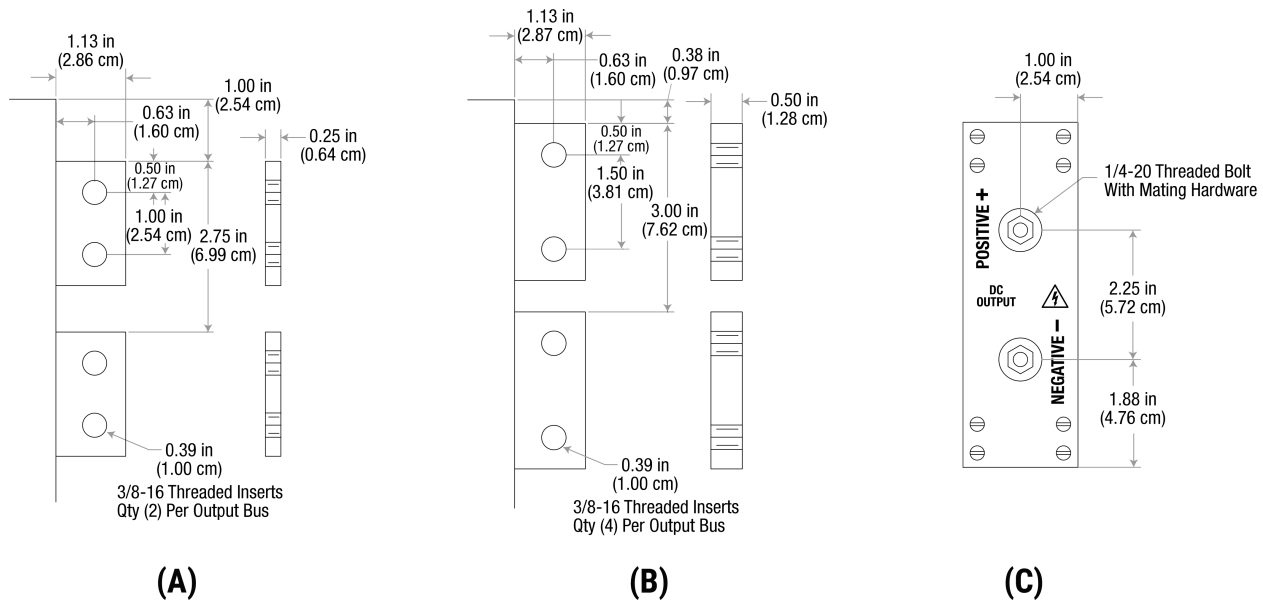 1.13 in
(2.86 cm)
1.00 in
(2.54 cm)
0.63 in
(1.60 cm)
0.25 in
(0.64 cm)
0.50 in
(1.27 cm)
1.00 in
(2.54 cm)
2.75 in
(6.99 cm)
0.39 in
(1.00 cm)
3/8-16 Threaded Inserts
Qty (2) Per Output Bus
(A)
1.13 in
(2.87 cm)
0.63 in
(1.60 cm)
0.38 in
(0.97 cm)
0.50 in
(1.28 cm)
0.50 in
(1.27 cm)
1.50 in
(3.81 cm)
3.00 in
(7.62 cm)
0.39 in
(1.00 cm)
3/8-16 Threaded Inserts
Qty (4) Per Output Bus
(B)
1.00 in
(2.54 cm)
1/4-20 Threaded Bolt
With Mating Hardware
POSITIVE +
DC
OUTPUT
NEGATIVE –
2.25 in
(5.72 cm)
1.88 in
(4.76 cm)
(C)